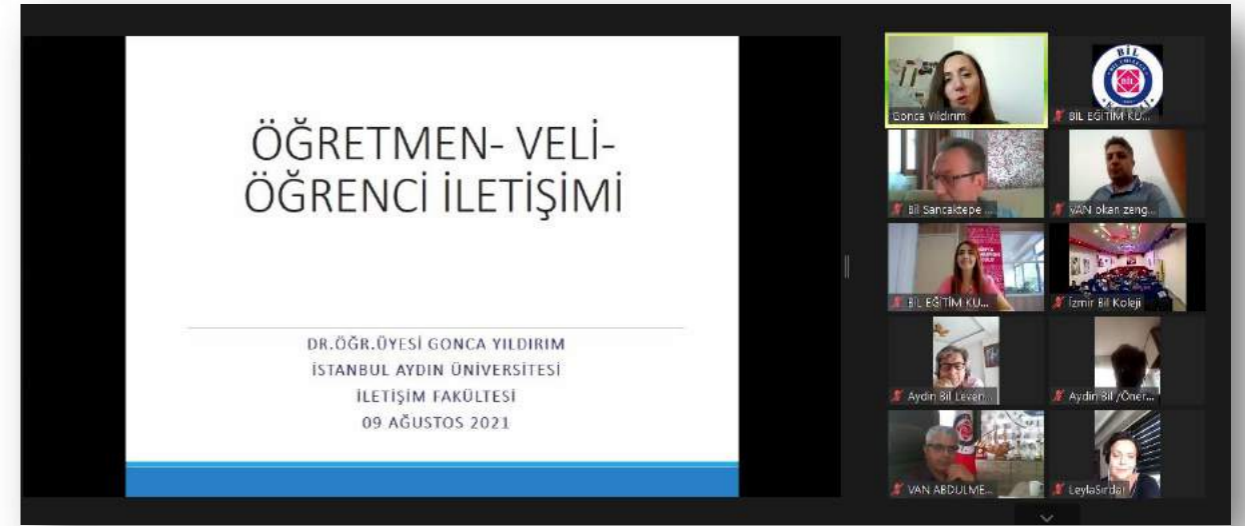 ÖĞRETMEN- VELİ-
ÖĞRENCİ İLETİŞİMİ
DR.ÖĞR.ÜYESİ GONCA YILDIRIM
İSTANBUL AYDIN ÜNİVERSİTESİ
İLETİŞİM FAKÜLTESİ
09 AĞUSTOS 2021
Gonca Yıldırım
BİL
BİL EĞİTİM KU...
Bil Sancaktepe ...
VAN okan zeng...
BİL EĞİTİM KU...
İzmir Bil Koleji
Aydın Bil Leven...
Aydın Bil /Öner...
VAN ABDULME...
LeylaSırdar